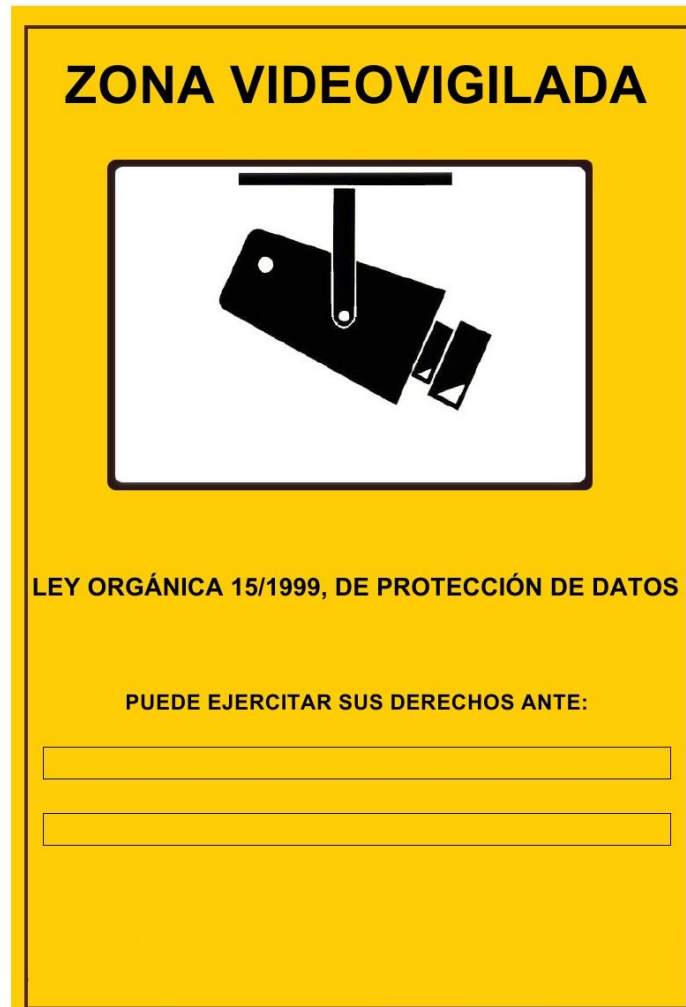 ZONA VIDEOVIGILADA
LEY ORGÁNICA 15/1999, DE PROTECCIÓN DE DATOS
PUEDE EJERCITAR SUS DERECHOS ANTE: